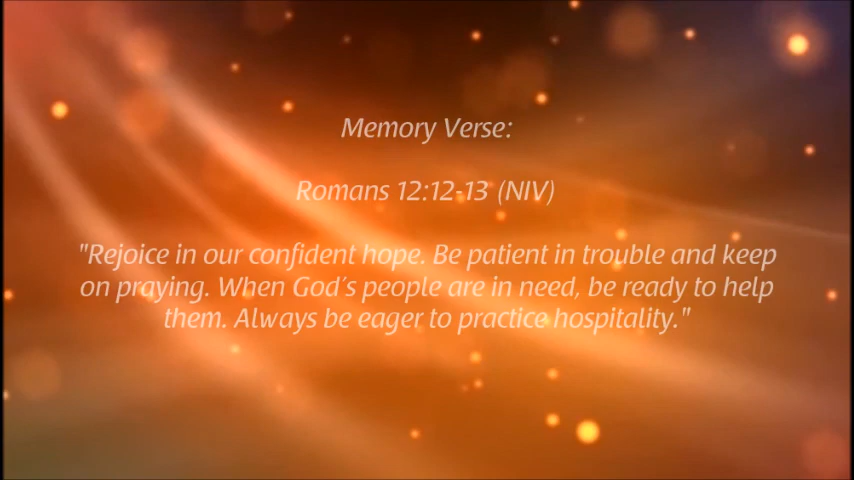 Memory Verse:
Romans 12:12-13 (NIV)
"Rejoice in our confident hope. Be patient in trouble and keep
on praying. When God's people are in need, be ready to help
them. Always be eager to practice hospitality."